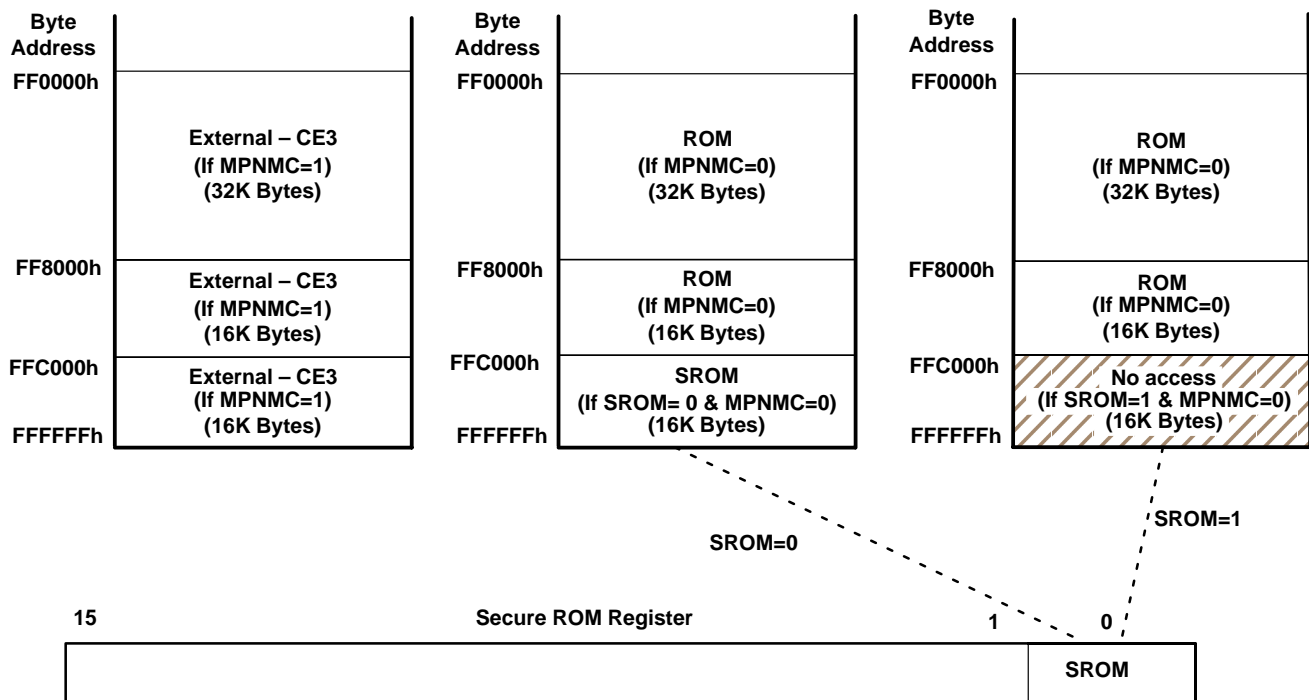 Byte
Address
FF0000h
External – CE3
(If MPNMC=1)
(32K Bytes)
FF8000h
External – CE3
(If MPNMC=1)
(16K Bytes)
FFC000h
External – CE3
(If MPNMC=1)
(16K Bytes)
FFFFFFh
Byte
Address
FF0000h
ROM
(If MPNMC=0)
(32K Bytes)
FF8000h
ROM
(If MPNMC=0)
(16K Bytes)
FFC000h
SROM
(If SROM= 0 & MPNMC=0)
(16K Bytes)
FFFFFFh
Byte
Address
FF0000h
ROM
(If MPNMC=0)
(32K Bytes)
FF8000h
ROM
(If MPNMC=0)
(16K Bytes)
FFC000h
No access
(If SROM=1 & MPNMC=0)
(16K Bytes)
FFFFFFh
SROM=0
SROM=1
15 Secure ROM Register 1 0
SROM